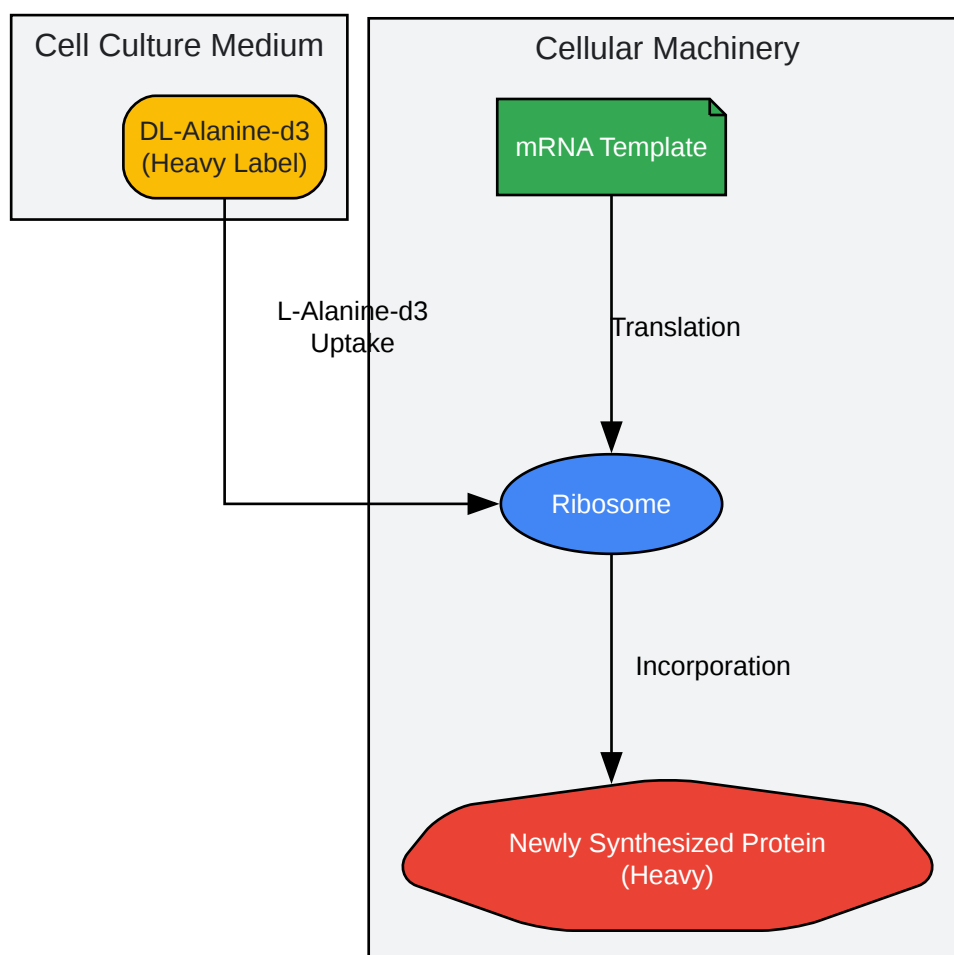 Cell Culture Medium
DL-Alanine-d3
(Heavy Label)
Cellular Machinery
mRNA Template
L-Alanine-d3
Uptake
Translation
Ribosome
Incorporation
Newly Synthesized Protein
(Heavy)